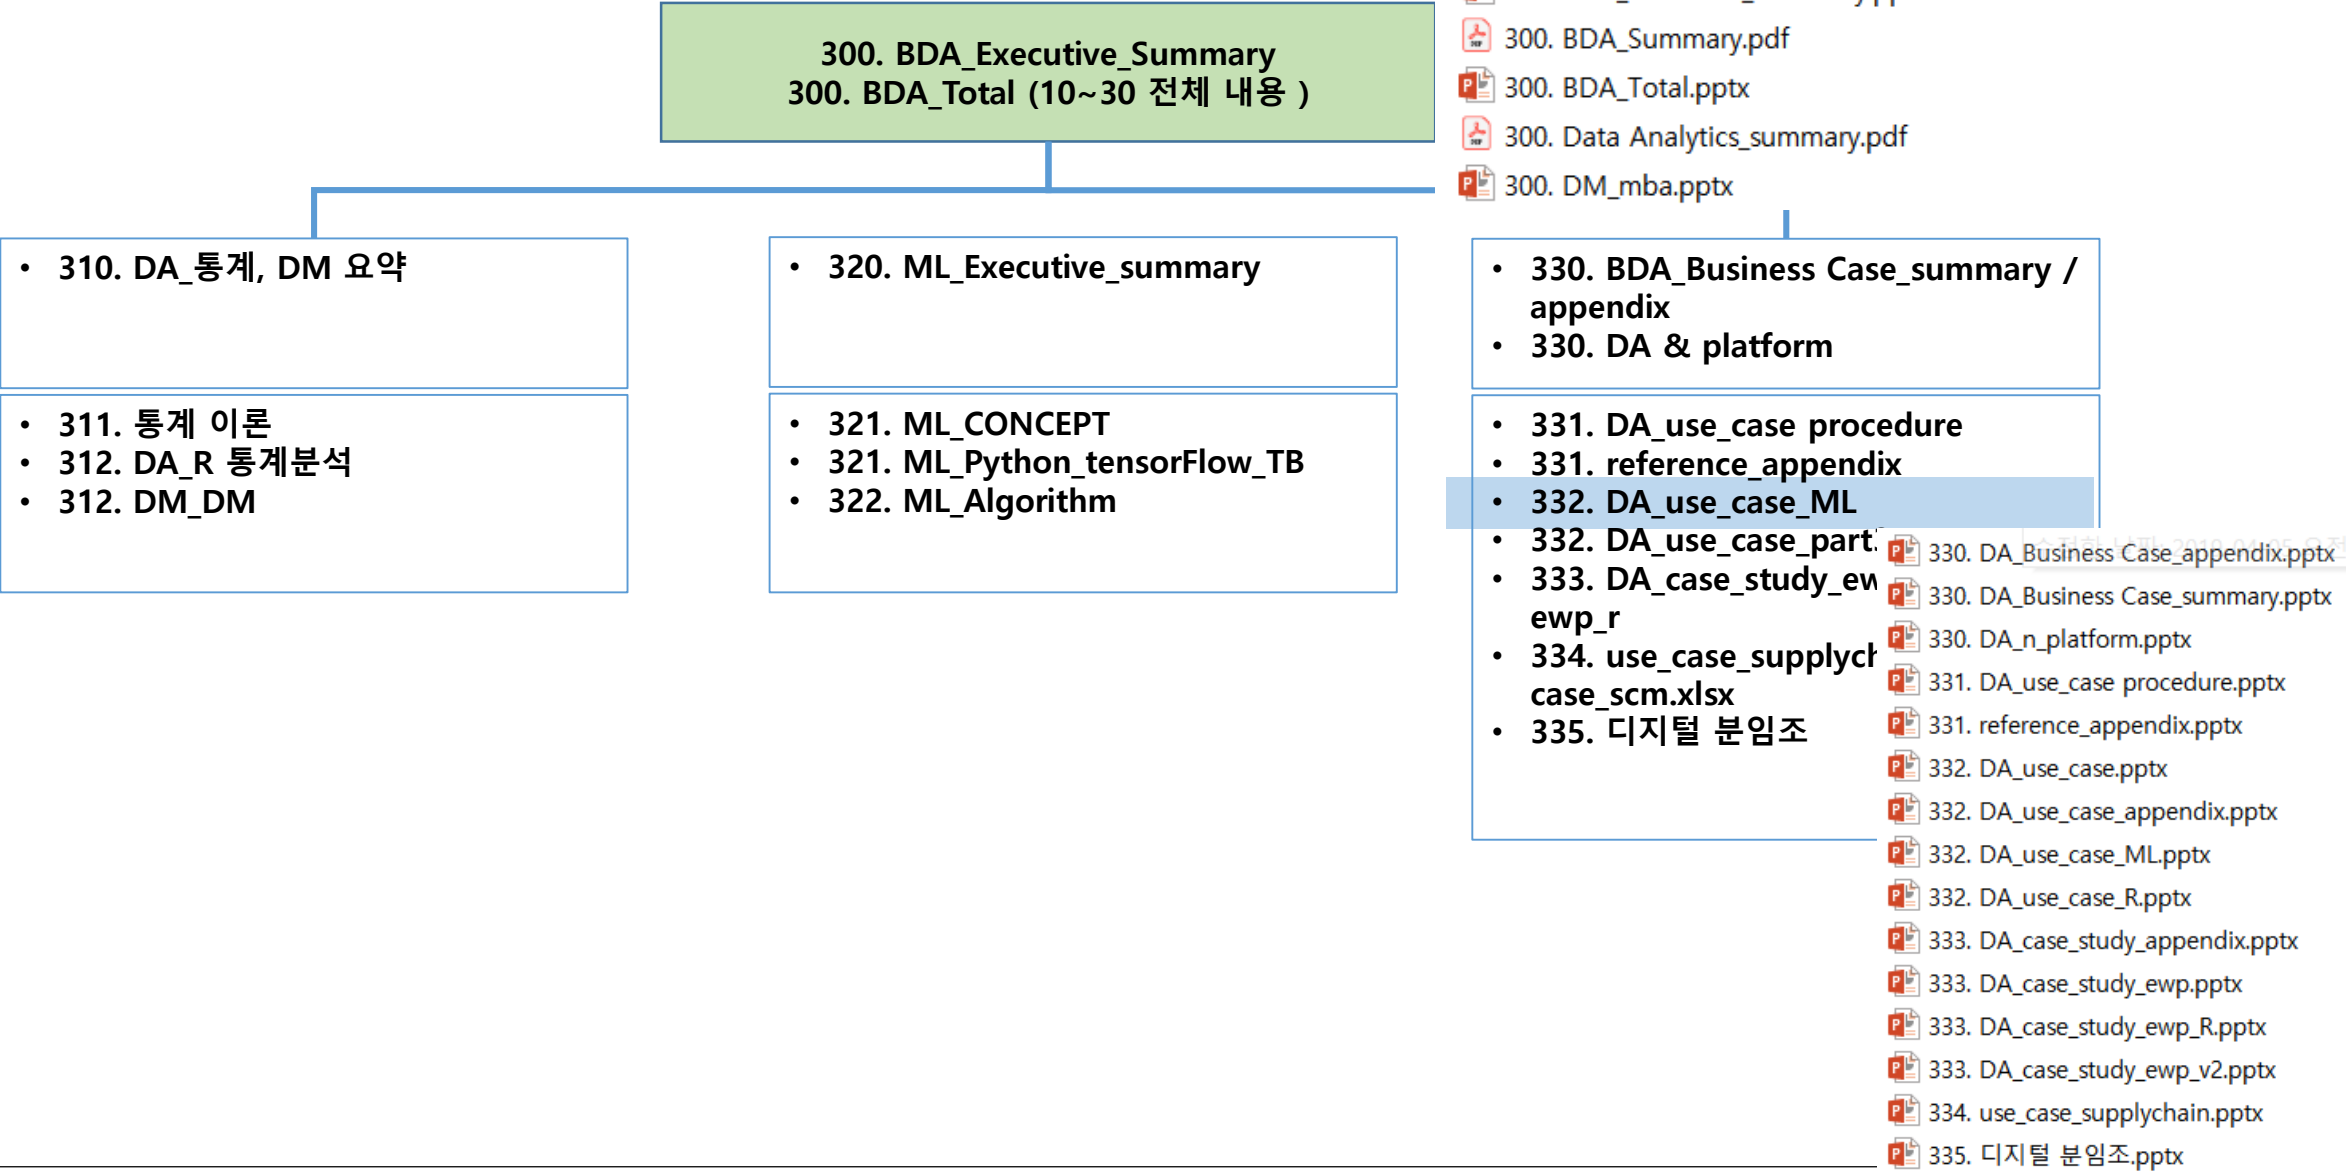 300. BDA_Executive_Summary
300. BDA_Total (10~30 전체 내용 )
300. BDA_Summary.pdf
300. BDA_Total.pptx
300. Data Analytics_summary.pdf
300. DM_mba.pptx
• 310. DA_통계, DM 요약
• 311. 통계 이론
• 312. DA_R 통계분석
• 312. DM_DM
• 320. ML_Executive_summary
• 321. ML_CONCEPT
• 321. ML_Python_tensorFlow_TB
• 322. ML_Algorithm
• 330. BDA_Business Case_summary /
appendix
• 330. DA & platform
• 331. DA_use_case procedure
• 331. reference_appendix
• 332. DA_use_case_ML
• 332. DA_use_case_part
• 333. DA_case_study_ew
ewp_r
• 334. use_case_supplych
case_scm.xlsx
• 335. 디지털 분임조
330. DA_Business Case_appendix.pptx
330. DA_Business Case_summary.pptx
330. DA_n_platform.pptx
331. DA_use_case procedure.pptx
331. reference_appendix.pptx
332. DA_use_case.pptx
332. DA_use_case_appendix.pptx
332. DA_use_case_ML.pptx
332. DA_use_case_R.pptx
333. DA_case_study_appendix.pptx
333. DA_case_study_ewp.pptx
333. DA_case_study_ewp_R.pptx
333. DA_case_study_ewp_v2.pptx
334. use_case_supplychain.pptx
335. 디지털 분임조.pptx